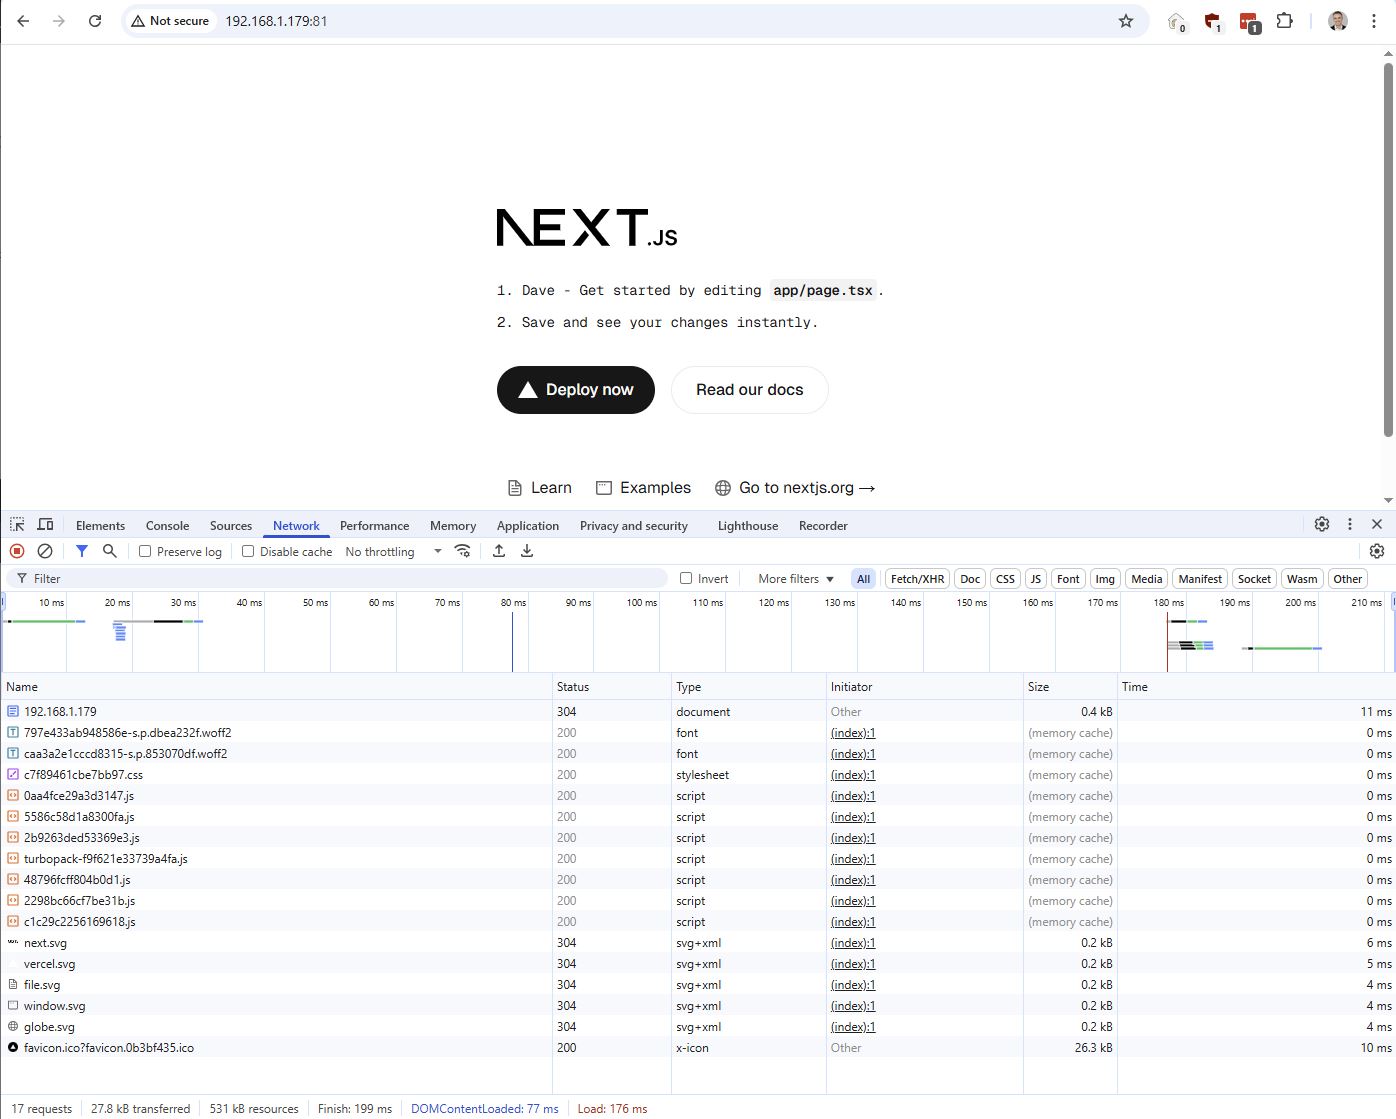 Not secure 192.168.1.179:81 0 1 1
NEXT.JS
1. Dave - Get started by editing app/page.tsx.
2. Save and see your changes instantly.
Deploy now Read our docs
Learn Examples Go to nextjs.org →
Elements Console Sources Network Performance Memory Application Privacy and security Lighthouse Recorder
Preserve log Disable cache No throttling
Filter Invert More filters All Fetch/XHR Doc CSS JS Font Img Media Manifest Socket Wasm Other
10 ms 20 ms 30 ms 40 ms 50 ms 60 ms 70 ms 80 ms 90 ms 100 ms 110 ms 120 ms 130 ms 140 ms 150 ms 160 ms 170 ms 180 ms 190 ms 200 ms 210 ms
Name Status Type Initiator Size Time
192.168.1.179 304 document Other 0.4 kB 11 ms
797e433ab948586e-s.p.dbea232f.woff2 200 font (index):1 (memory cache) 0 ms
caa3a2e1cccd8315-s.p.853070df.woff2 200 font (index):1 (memory cache) 0 ms
c7f89461cbe7bb97.css 200 stylesheet (index):1 (memory cache) 0 ms
0aa4fce29a3d3147.js 200 script (index):1 (memory cache) 0 ms
5586c58d1a8300fa.js 200 script (index):1 (memory cache) 0 ms
2b9263ded53369e3.js 200 script (index):1 (memory cache) 0 ms
turbopack-f9f621e33739a4fa.js 200 script (index):1 (memory cache) 0 ms
48796fcff804b0d1.js 200 script (index):1 (memory cache) 0 ms
2298bc66cf7be31b.js 200 script (index):1 (memory cache) 0 ms
c1c29c2256169618.js 200 script (index):1 (memory cache) 0 ms
next.svg 304 svg+xml (index):1 0.2 kB 6 ms
vercel.svg 304 svg+xml (index):1 0.2 kB 5 ms
file.svg 304 svg+xml (index):1 0.2 kB 4 ms
window.svg 304 svg+xml (index):1 0.2 kB 4 ms
globe.svg 304 svg+xml (index):1 0.2 kB 4 ms
favicon.ico?favicon.0b3bf435.ico 200 x-icon Other 26.3 kB 10 ms
17 requests 27.8 kB transferred 531 kB resources Finish: 199 ms DOMContentLoaded: 77 ms Load: 176 ms